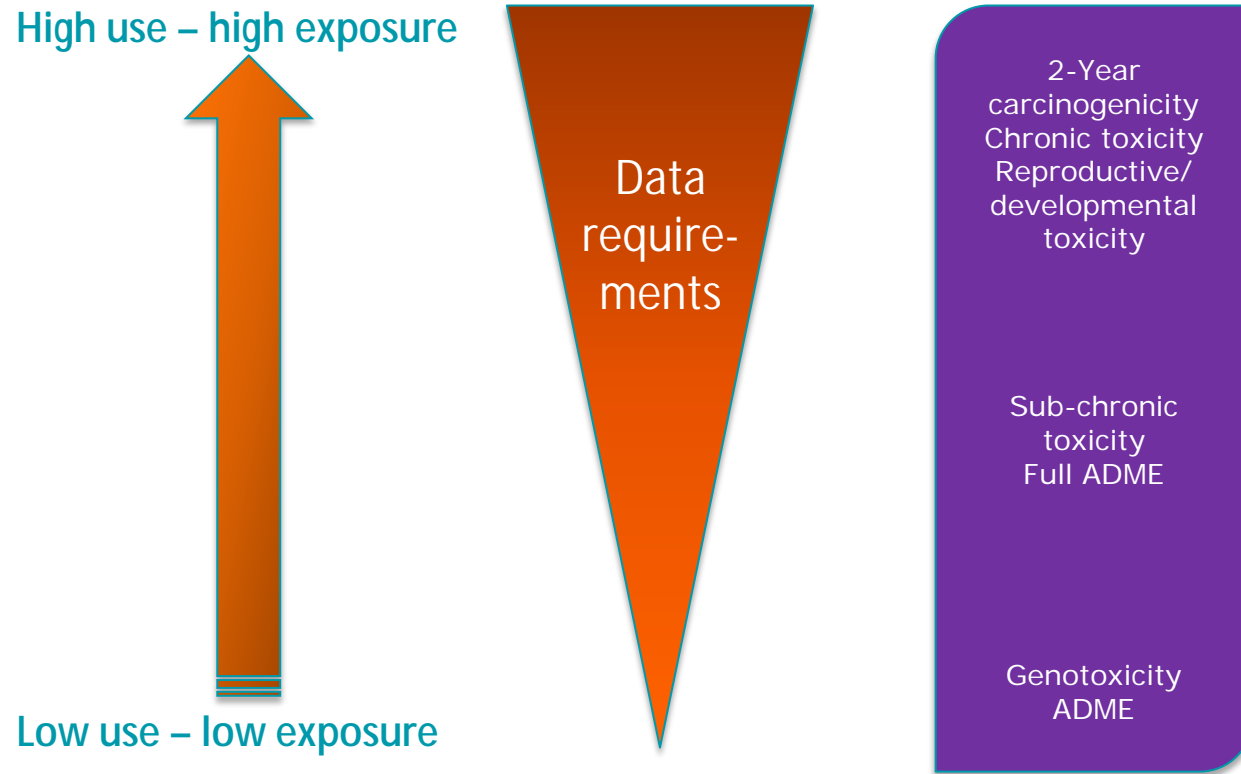 High use – high exposure
Data
require-
ments
Low use – low exposure
2-Year
carcinogenicity
Chronic toxicity
Reproductive/
developmental
toxicity
Sub-chronic
toxicity
Full ADME
Genotoxicity
ADME